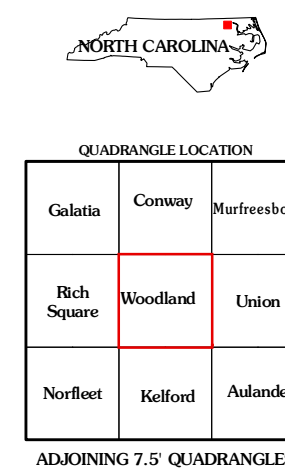 NORTH CAROLINA
QUADRANGLE LOCATION
Galatia
Conway
Murfreesbo
Rich
Square
Woodland
Union
Norfleet
Kelford
Aulande
ADJOINING 7.5' QUADRANGLE